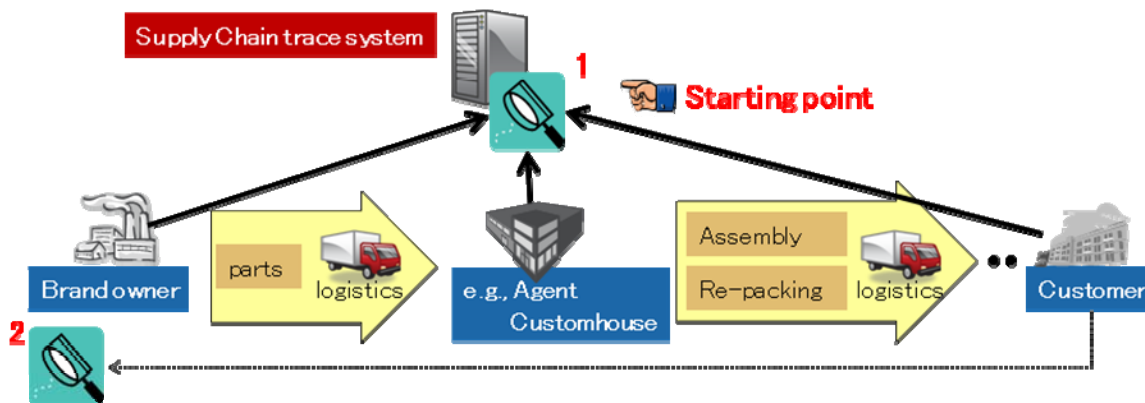 Supply Chain trace system
1
Starting point
parts
logistics
Assembly
Re-packing
logistics
Brand owner
e.g., Agent
Customhouse
Customer
2